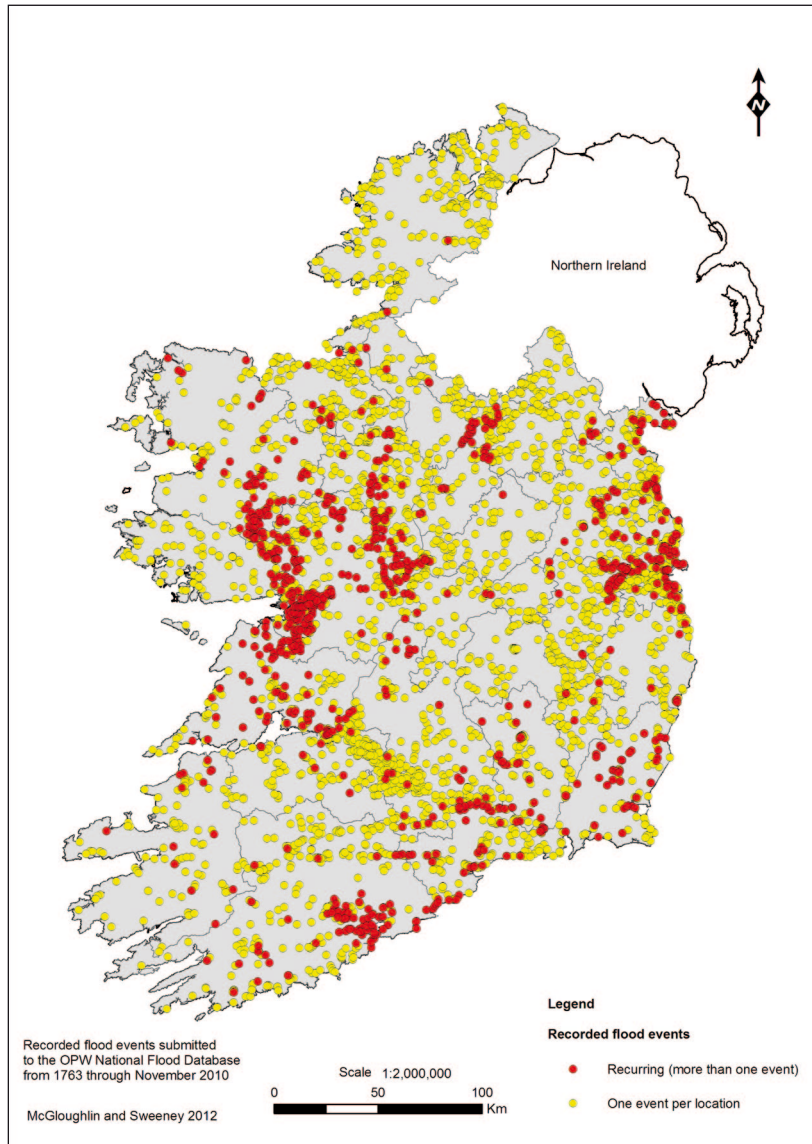 N
Northern Ireland
Legend
Recorded flood events
Recurring (more than one event)
One event per location
Recorded flood events submitted
to the OPW National Flood Database
from 1763 through November 2010
McGloughlin and Sweeney 2012
Scale 1:2,000,000
0 50 100
Km